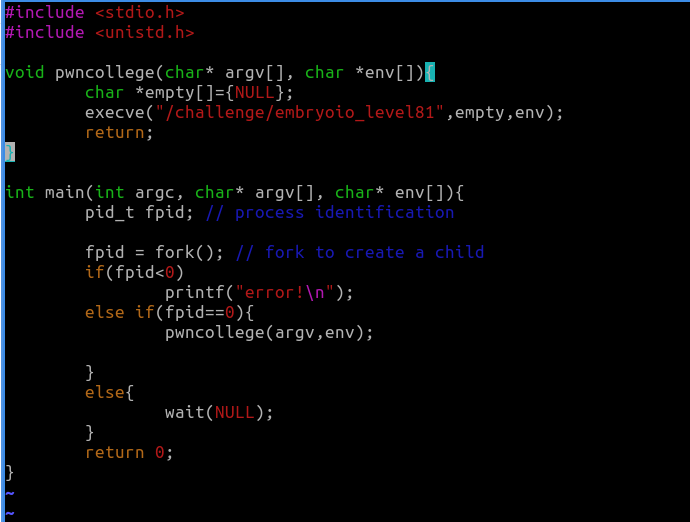 #include <stdio.h>
#include <unistd.h>
void pwncollege(char* argv[], char *env[]){
        char *empty[]={NULL};
        execve("/challenge/embryoio_level81",empty,env);
        return;
}
int main(int argc, char* argv[], char* env[]){
        pid_t fpid; // process identification
        fpid = fork(); // fork to create a child
        if(fpid<0)
                printf("error!\n");
        else if(fpid==0){
                pwncollege(argv,env);
        }
        else{
                wait(NULL);
        }
        return 0;
}
~
~